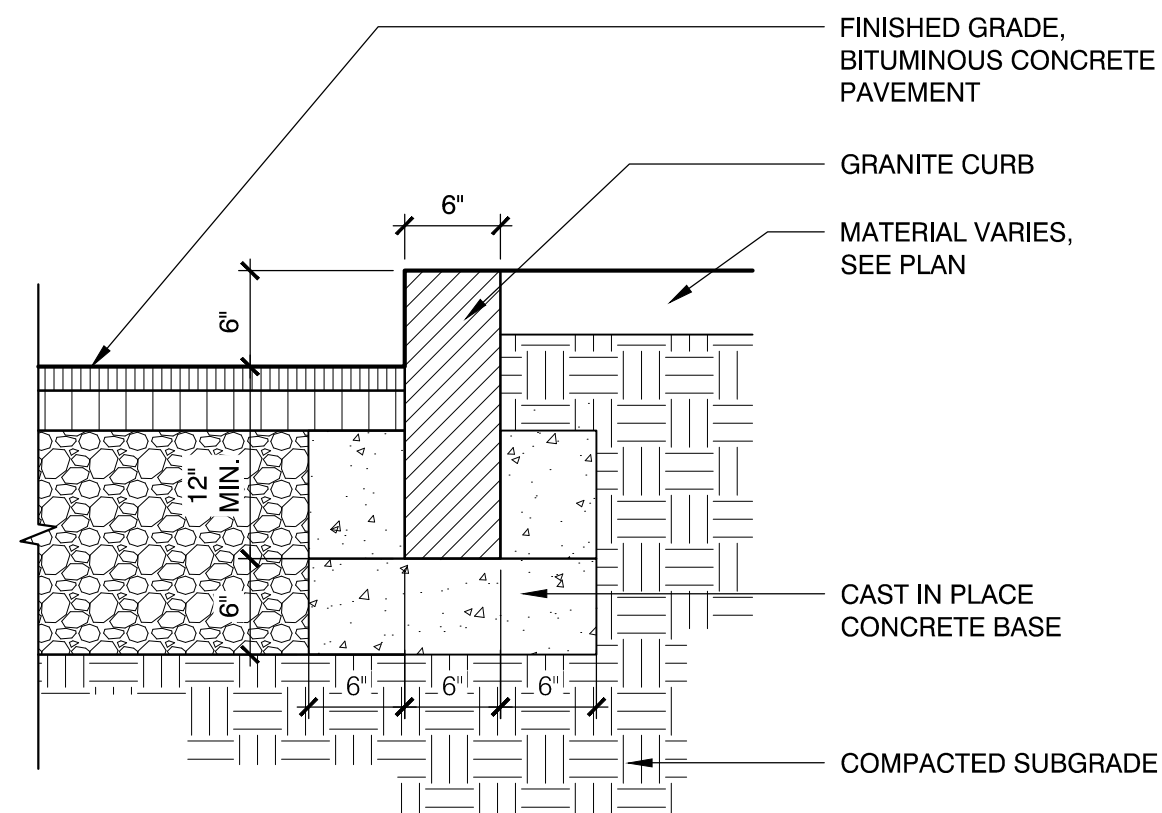 FINISHED GRADE,
BITUMINOUS CONCRETE
PAVEMENT
GRANITE CURB
6"
MATERIAL VARIES,
SEE PLAN
6"
12"
MIN.
6"
CAST IN PLACE
CONCRETE BASE
6" 6" 6"
COMPACTED SUBGRADE